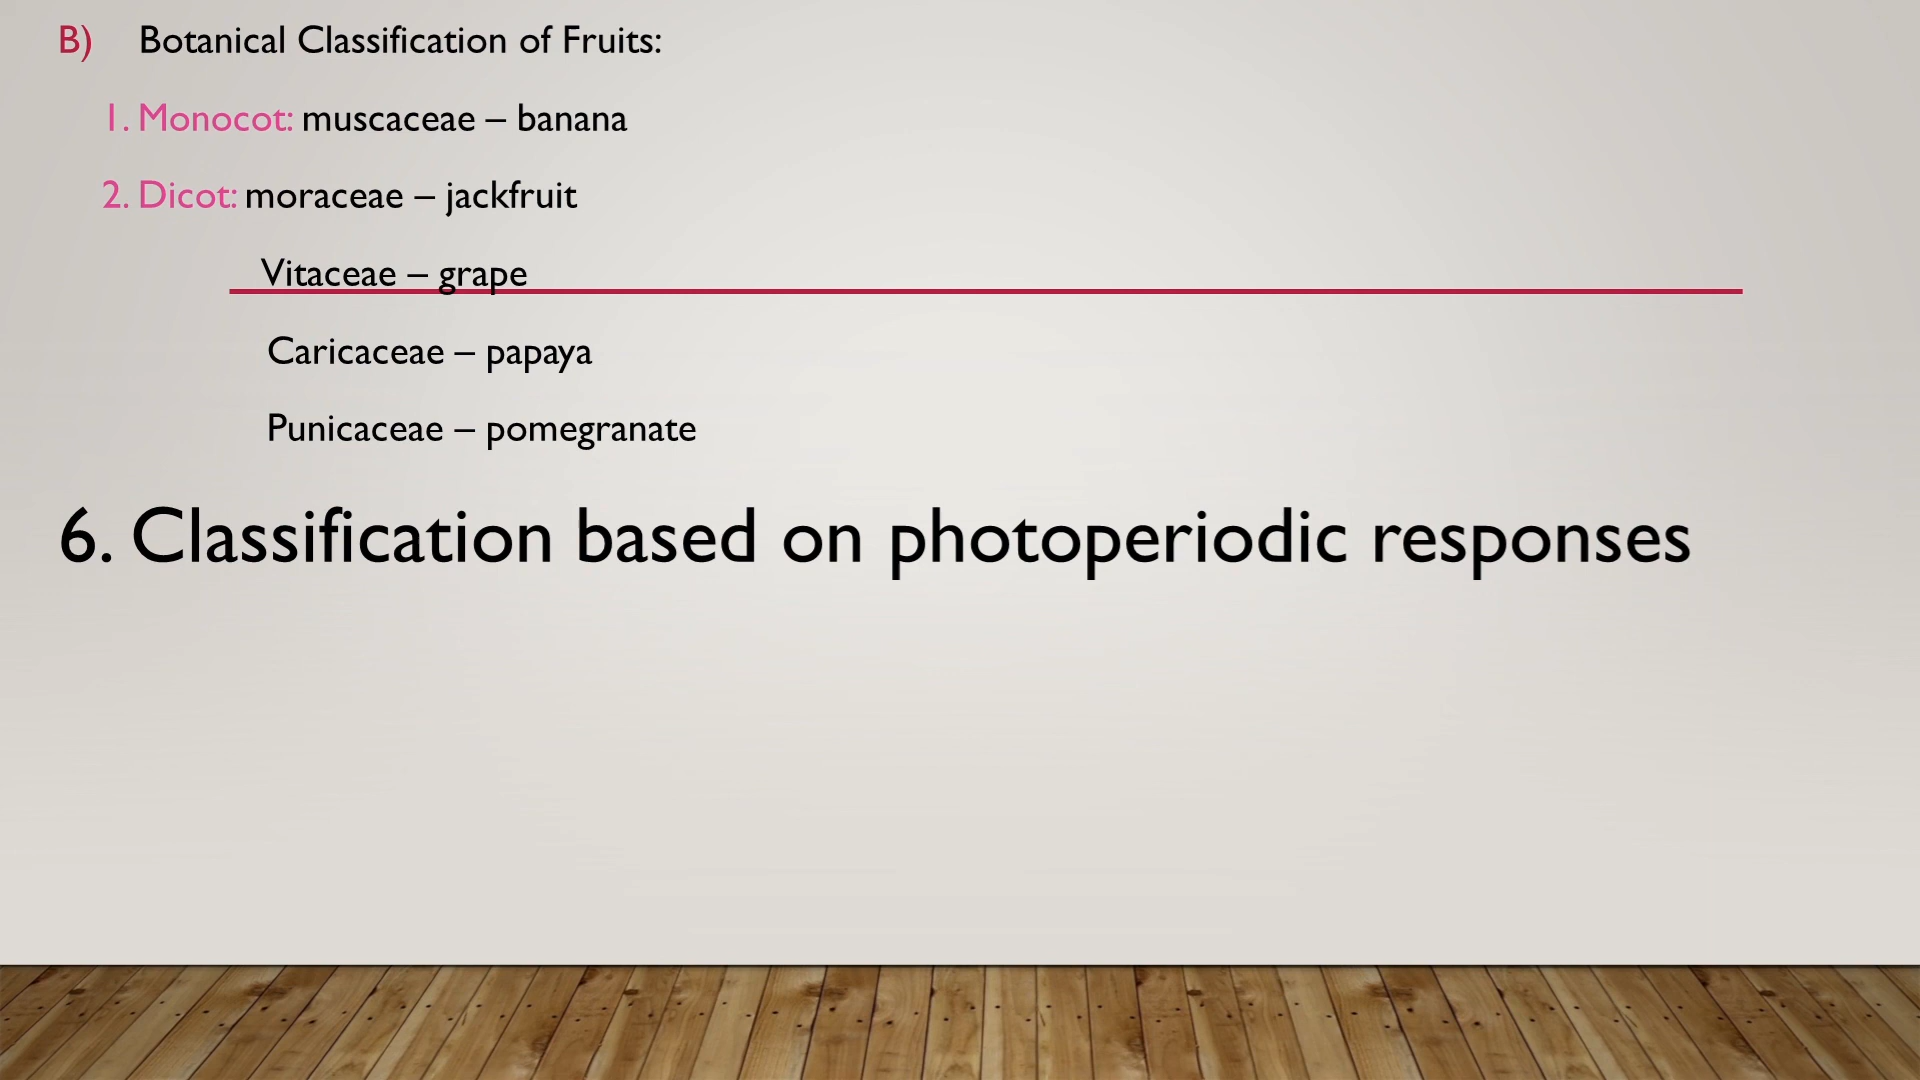 B) Botanical Classification of Fruits:
1. Monocot: muscaceae – banana
2. Dicot: moraceae – jackfruit
Vitaceae – grape
Caricaceae – papaya
Punicaceae – pomegranate
6. Classification based on photoperiodic responses